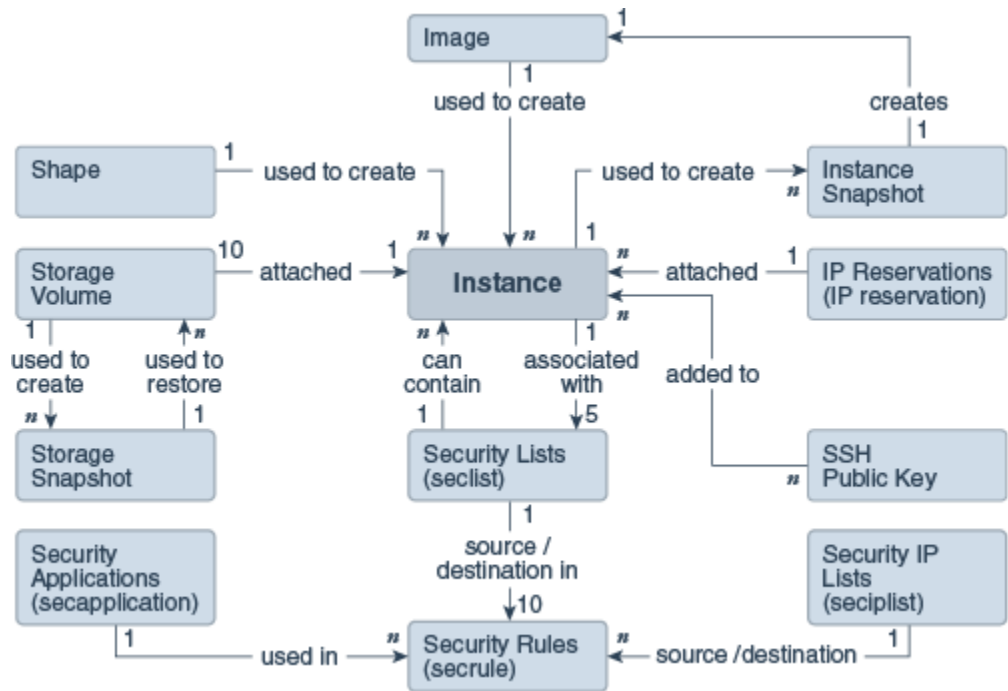 Image
1
1
used to create
creates
1
Shape
1
used to create
n
n
used to create
1
n
Instance
Snapshot
Storage
Volume
10
attached
1
Instance
n
attached
1
IP Reservations
(IP reservation)
n
1
used to
create
n
n
used to
restore
1
n
can
contain
1
1
associated
with
5
added to
Storage
Snapshot
Security Lists
(seclist)
n
SSH
Public Key
1
source /
destination in
10
Security
Applications
(secapplication)
1
used in
n
Security Rules
(secrule)
n
source /destination
1
Security IP
Lists
(seciplist)